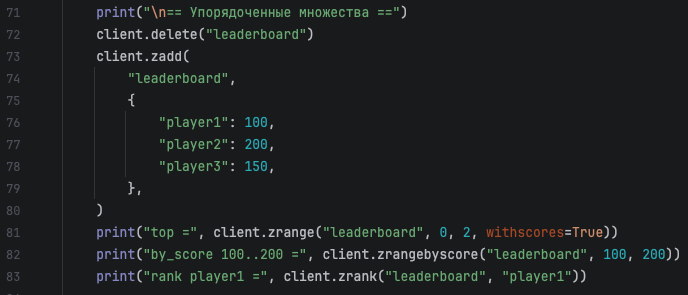 71 print("\n== Упорядоченные множества ==")
72 client.delete("leaderboard")
73 client.zadd(
74 "leaderboard",
75 {
76 "player1": 100,
77 "player2": 200,
78 "player3": 150,
79 },
80 )
81 print("top =", client.zrange("leaderboard", 0, 2, withscores=True))
82 print("by_score 100..200 =", client.zrangebyscore("leaderboard", 100, 200))
83 print("rank player1 =", client.zrank("leaderboard", "player1"))